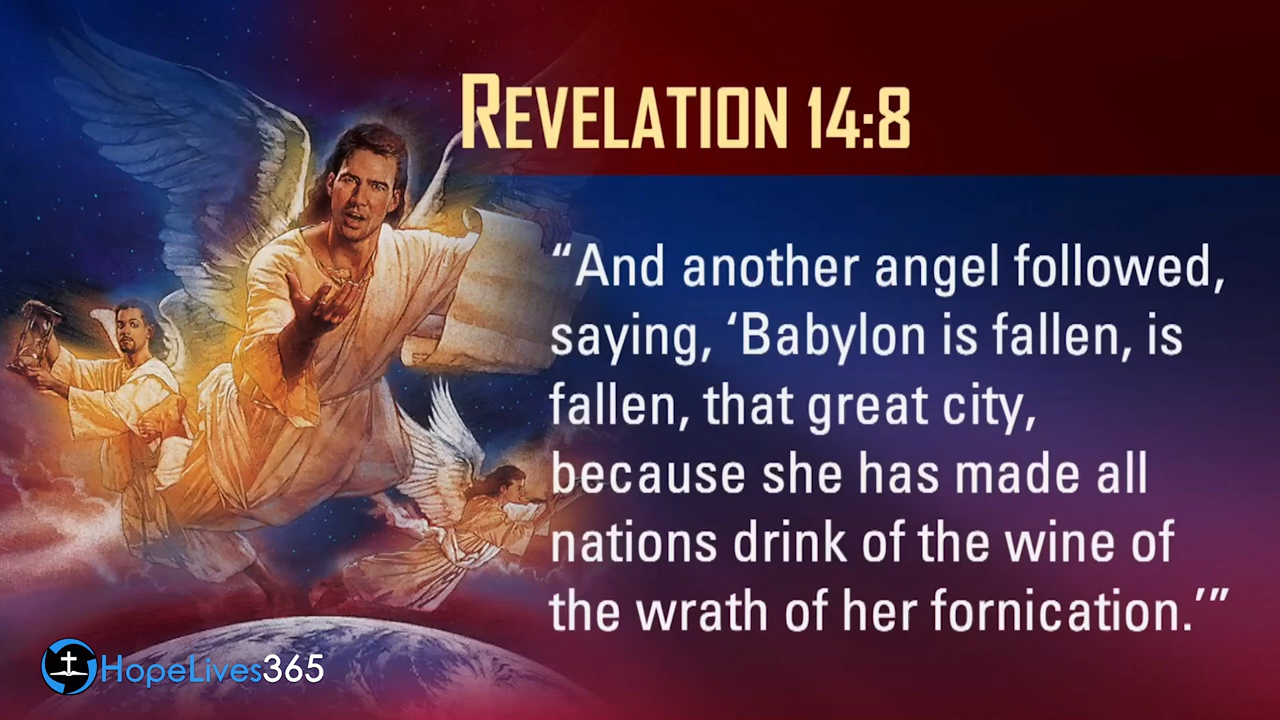 REVELATION 14:8
“And another angel followed,
saying, ‘Babylon is fallen, is
fallen, that great city,
because she has made all
nations drink of the wine of
the wrath of her fornication.’”
HopeLives365